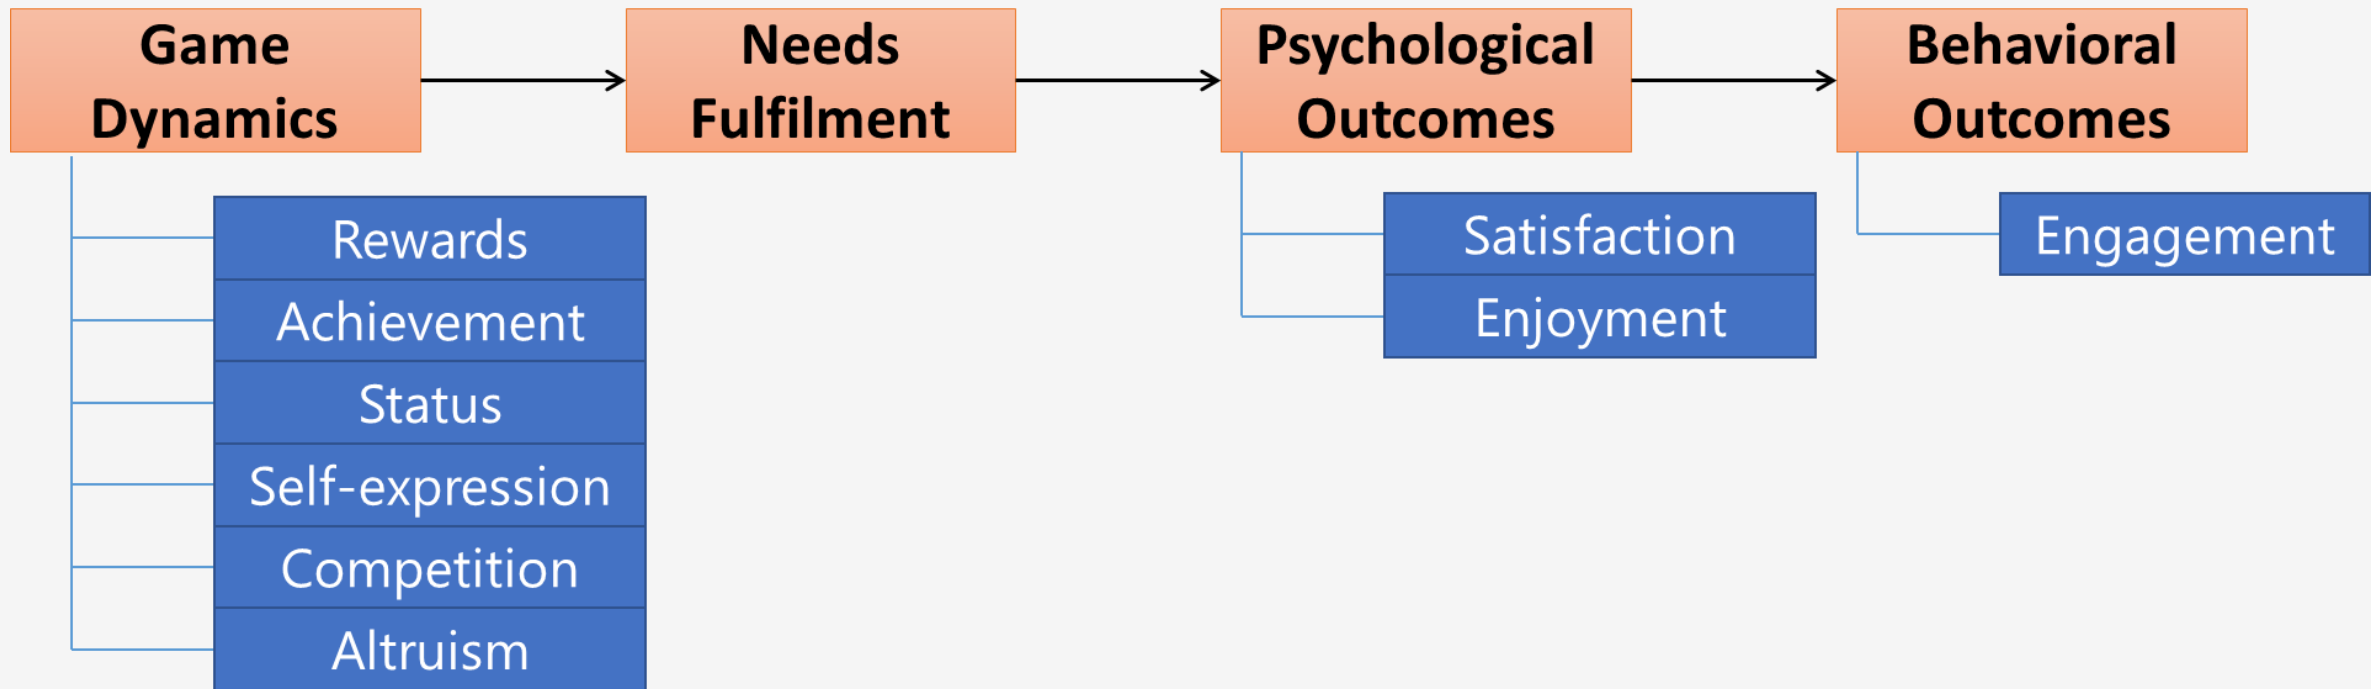 Game
Dynamics
Needs
Fulfilment
Psychological
Outcomes
Behavioral
Outcomes
Rewards
Achievement
Status
Self-expression
Competition
Altruism
Satisfaction
Enjoyment
Engagement